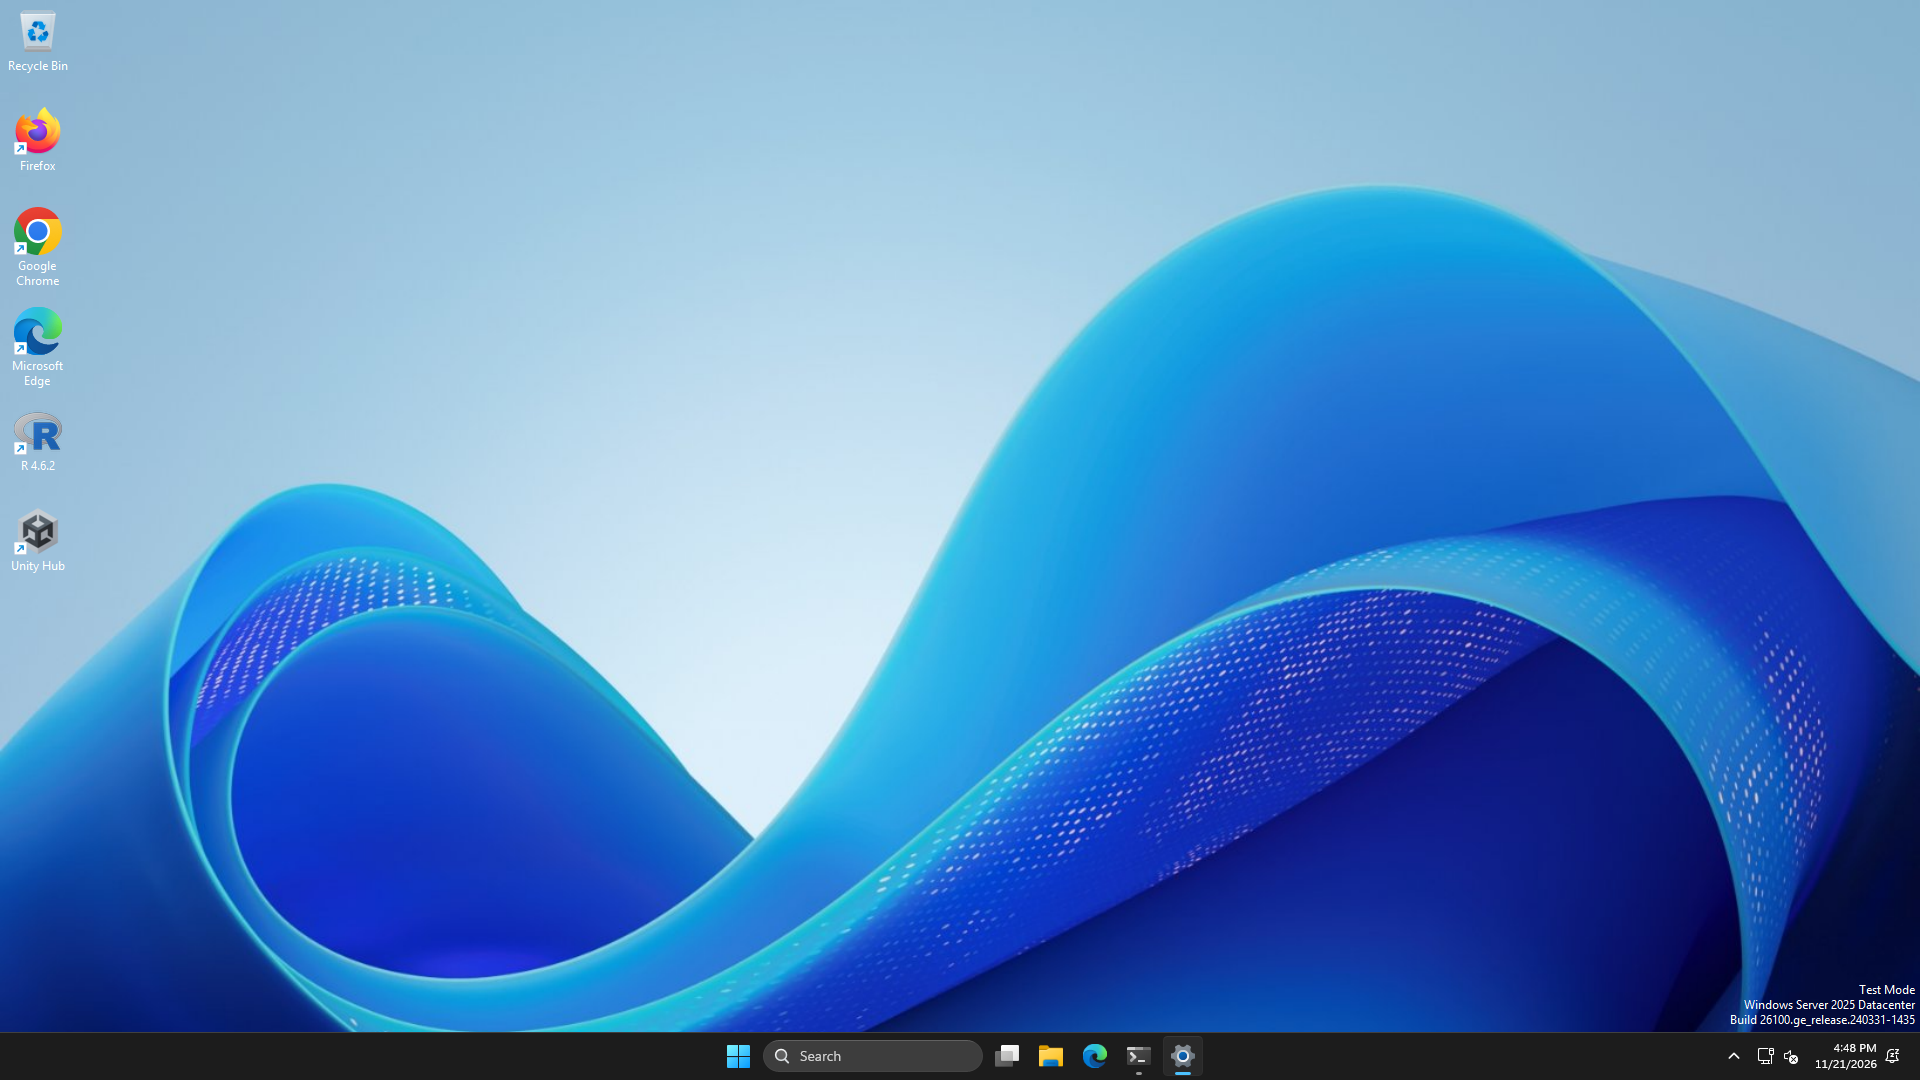 Recycle Bin
Firefox
Google
Chrome
Microsoft
Edge
R 4.6.2
Unity Hub
Test Mode
Windows Server 2025 Datacenter
Build 26100.ge_release.240331-1435
Search
4:48 PM
11/21/2026